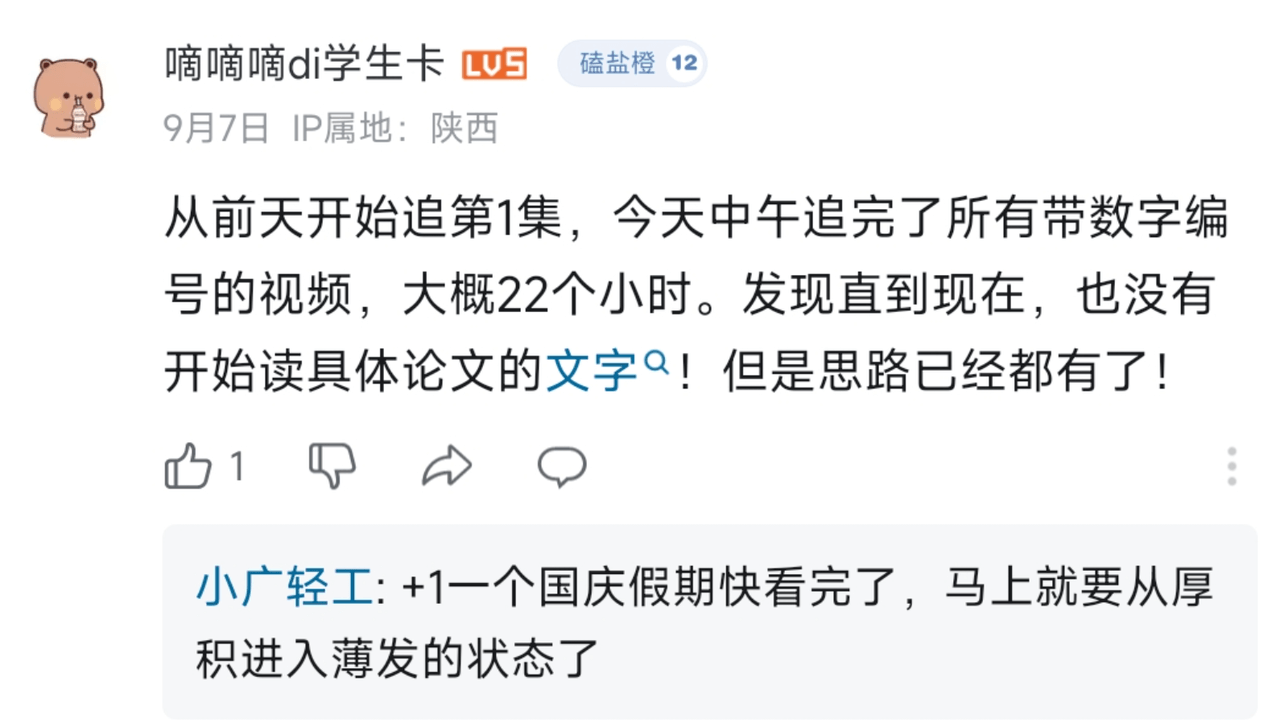 嘀嘀嘀di学生卡 LV5 磕盐橙 12
9月7日 IP属地：陕西
从前天开始追第1集，今天中午追完了所有带数字编
号的视频，大概22个小时。发现直到现在，也没有
开始读具体论文的文字！但是思路已经都有了！
1
小广轻工: +1一个国庆假期快看完了，马上就要从厚
积进入薄发的状态了